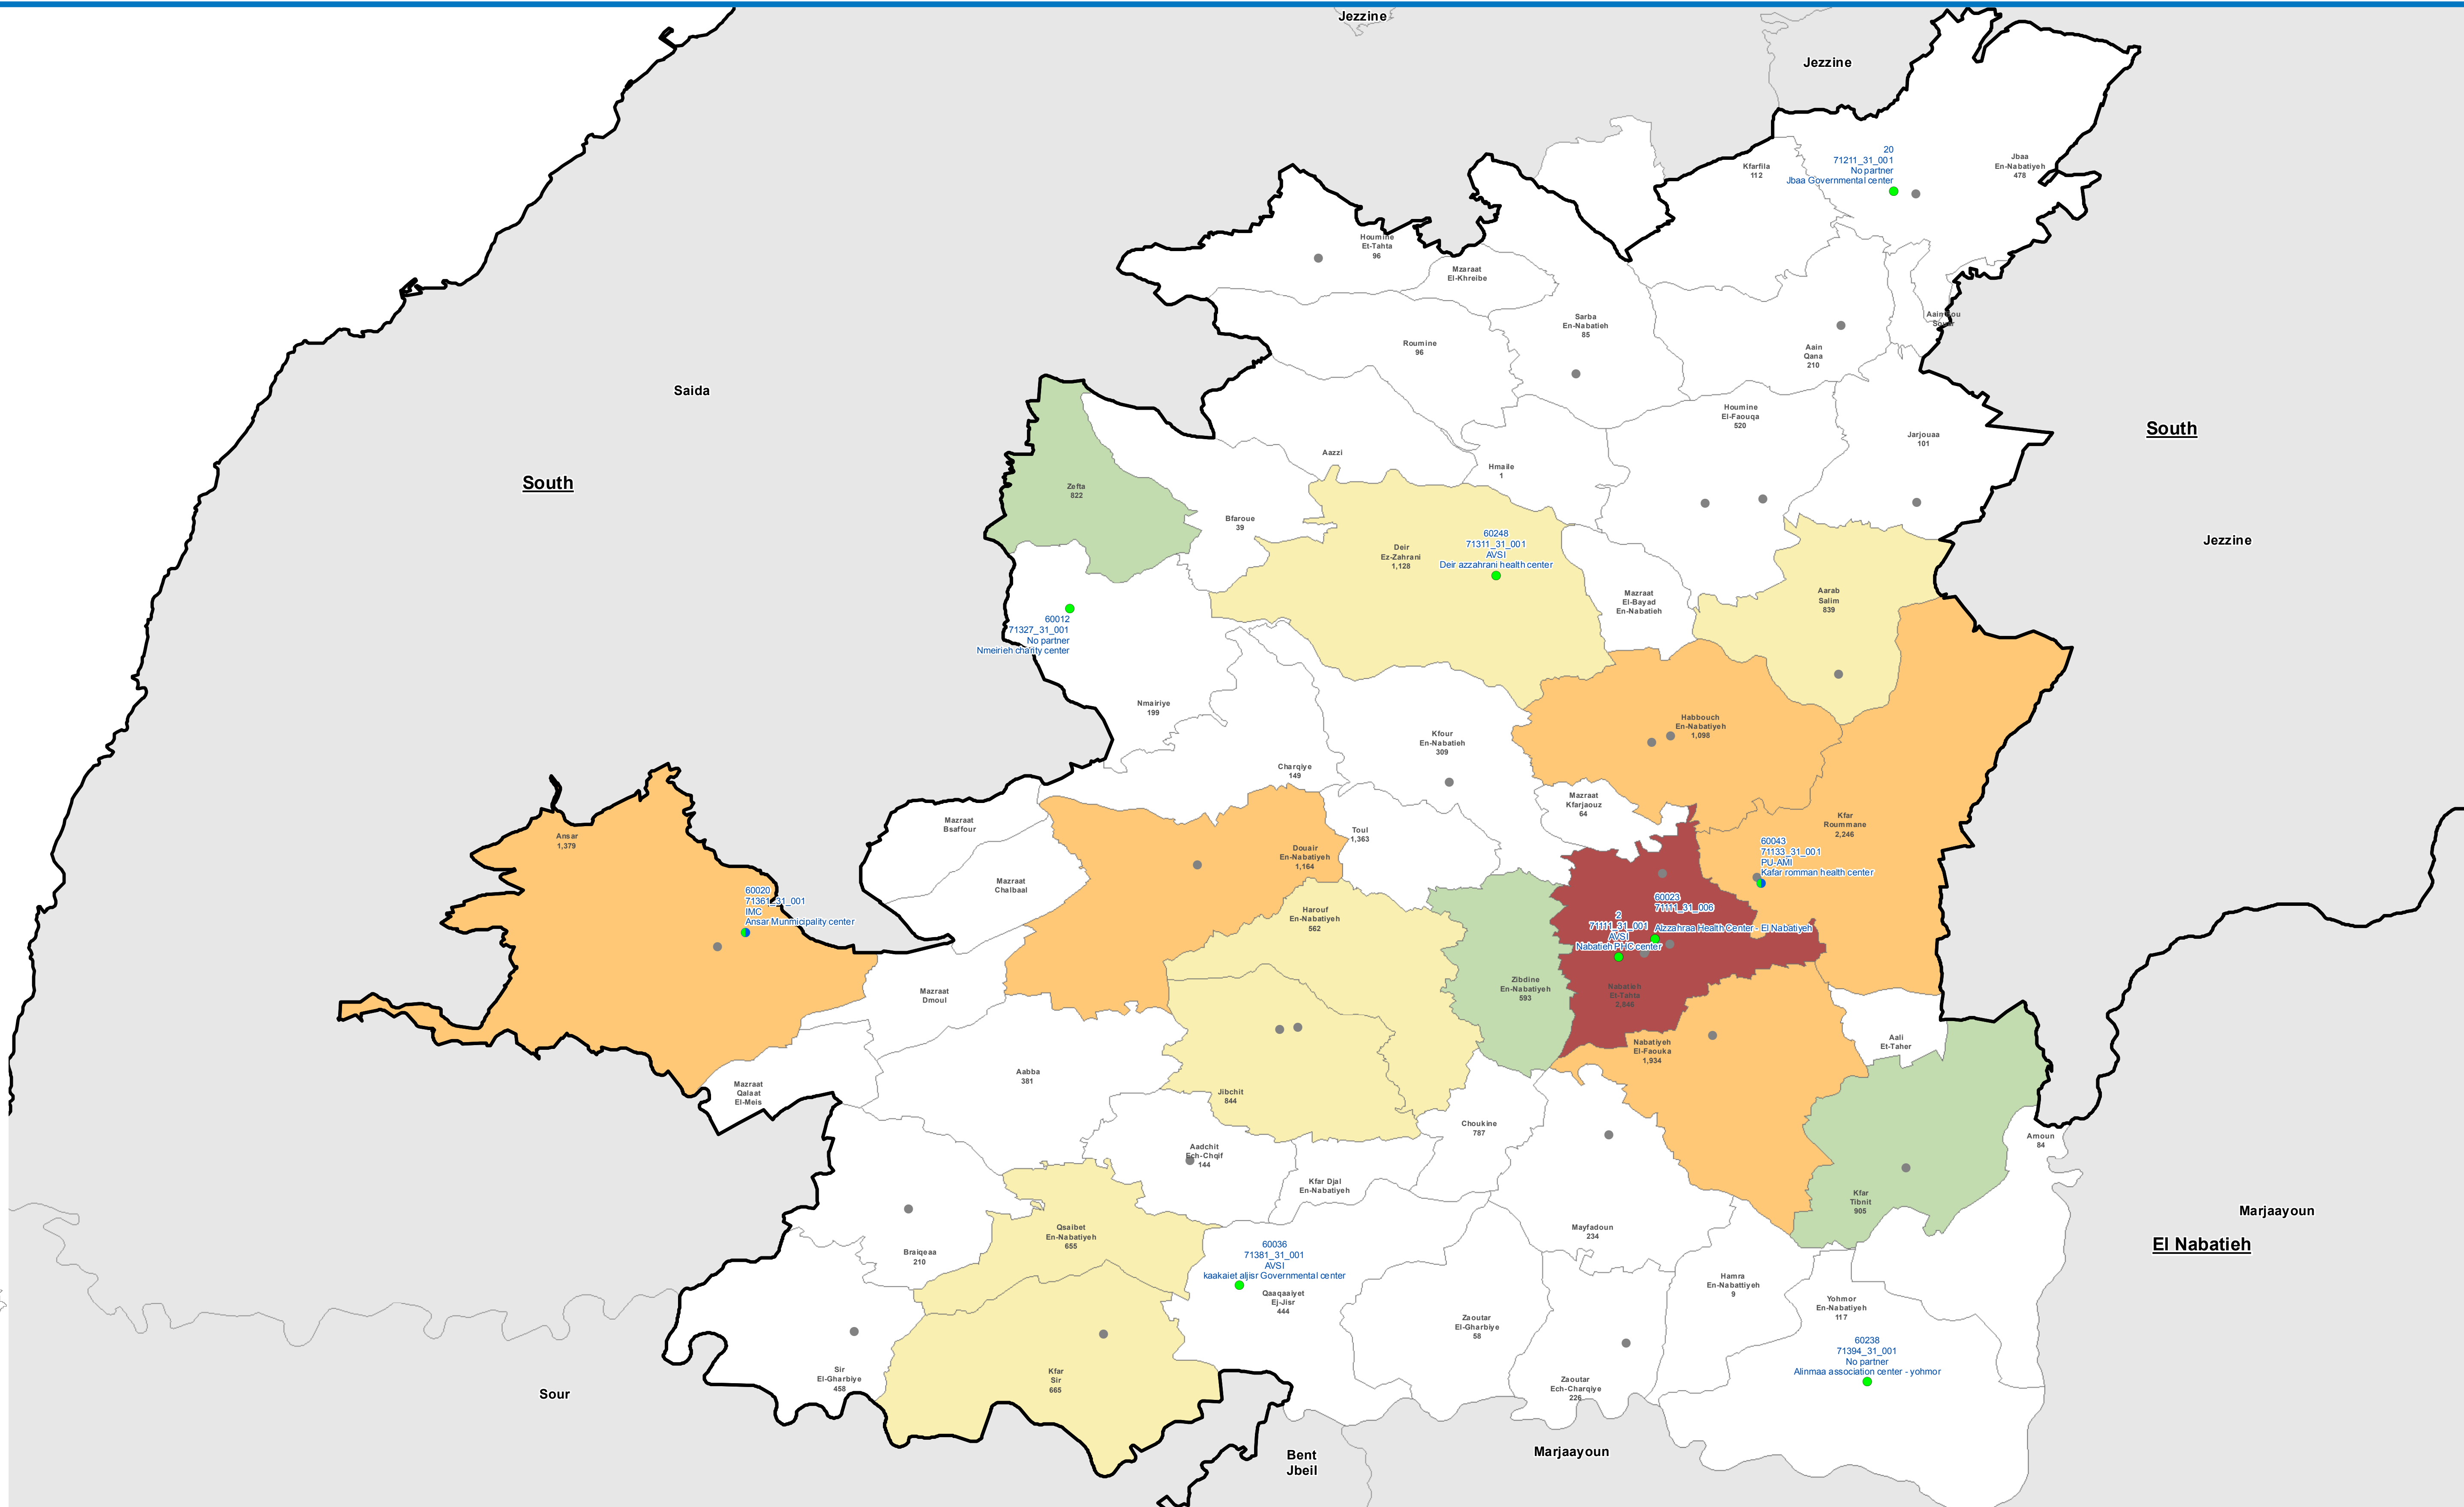 Jezzine
Jezzine
Kfarfila
112
20
71211_31_001
No partner
Jbaa Governmental center
Jbaa
En-Nabatiyeh
478
Houmine
Et-Tahta
96
Mzaraat
El-Khreibe
Sarba
En-Nabatieh
85
Roumine
96
Aain Bou
Souar
Aain
Qana
210
Saida
South
Houmine
El-Faouqa
520
Jarjouaa
101
South
Aazzi
Hmaile
1
Zefta
822
Bfaroue
39
Deir
Ez-Zahrani
1,128
60248
71311_31_001
AVSI
Deir azzahrani health center
Jezzine
Mazraat
El-Bayad
En-Nabatieh
Aarab
Salim
839
60012
71327_31_001
No partner
Nmeirieh charity center
Nmairiye
199
Kfour
En-Nabatieh
309
Habbouch
En-Nabatiyeh
1,098
Charqiye
149
Mazraat
Kfarjaouz
64
Kfar
Roummane
2,246
Mazraat
Bsaffour
Toul
1,363
Ansar
1,379
Douair
En-Nabatiyeh
1,164
60043
71133_31_001
PU-AMI
Kafar romman health center
Mazraat
Chalbaal
60020
71361_31_001
IMC
Ansar Munmicipality center
Harouf
En-Nabatiyeh
562
60023
71111_31_006
Alzzahraa Health Center - El Nabatiyeh
2
71111_31_001
AVSI
Nabatieh PHC center
Zibdine
En-Nabatiyeh
593
Nabatieh
Et-Tahta
2,846
Mazraat
Dmoul
Nabatiyeh
El-Faouka
1,934
Aali
Et-Taher
Aabba
381
Mazraat
Qalaat
El-Meis
Jibchit
844
Choukine
787
Arnoun
84
Aadchit
Ech-Chqif
144
Kfar Djal
En-Nabatiyeh
Kfar
Tibnit
905
Marjaayoun
El Nabatieh
Qsaibet
En-Nabatiyeh
655
Mayfadoun
234
Braiqeaa
210
60036
71381_31_001
AVSI
kaakaiet aljisr Governmental center
Qaaqaaiyet
Ej-Jisr
444
Hamra
En-Nabattiyeh
9
Yohmor
En-Nabatiyeh
117
Zaoutar
El-Gharbiye
58
60238
71394_31_001
No partner
Alinmaa association center - yohmor
Sir
El-Gharbiye
458
Kfar
Sir
665
Zaoutar
Ech-Charqiye
226
Sour
Bent
Jbeil
Marjaayoun